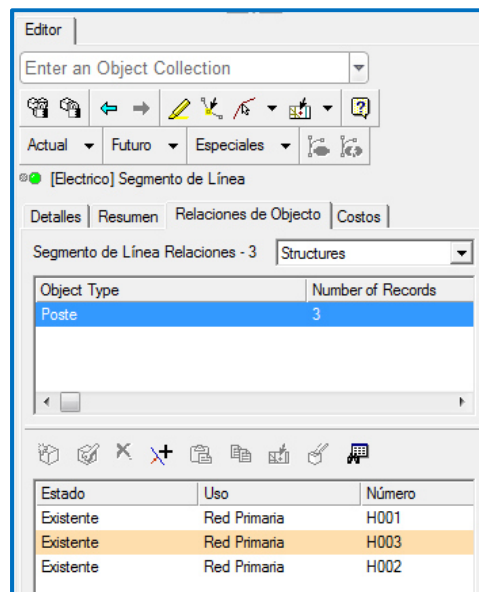 Editor
Enter an Object Collection
Actual Futuro Especiales
[Electrico] Segmento de Línea
Detalles Resumen Relaciones de Objecto Costos
Segmento de Línea Relaciones - 3 Structures
Object Type Number of Records
Poste 3
Estado Uso Número
Existente Red Primaria H001
Existente Red Primaria H003
Existente Red Primaria H002